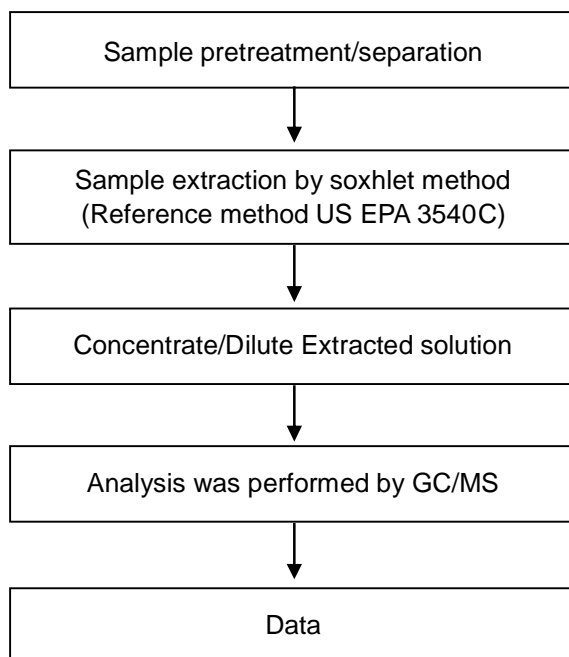 Sample pretreatment/separation
Sample extraction by soxhlet method
(Reference method US EPA 3540C)
Concentrate/Dilute Extracted solution
Analysis was performed by GC/MS
Data